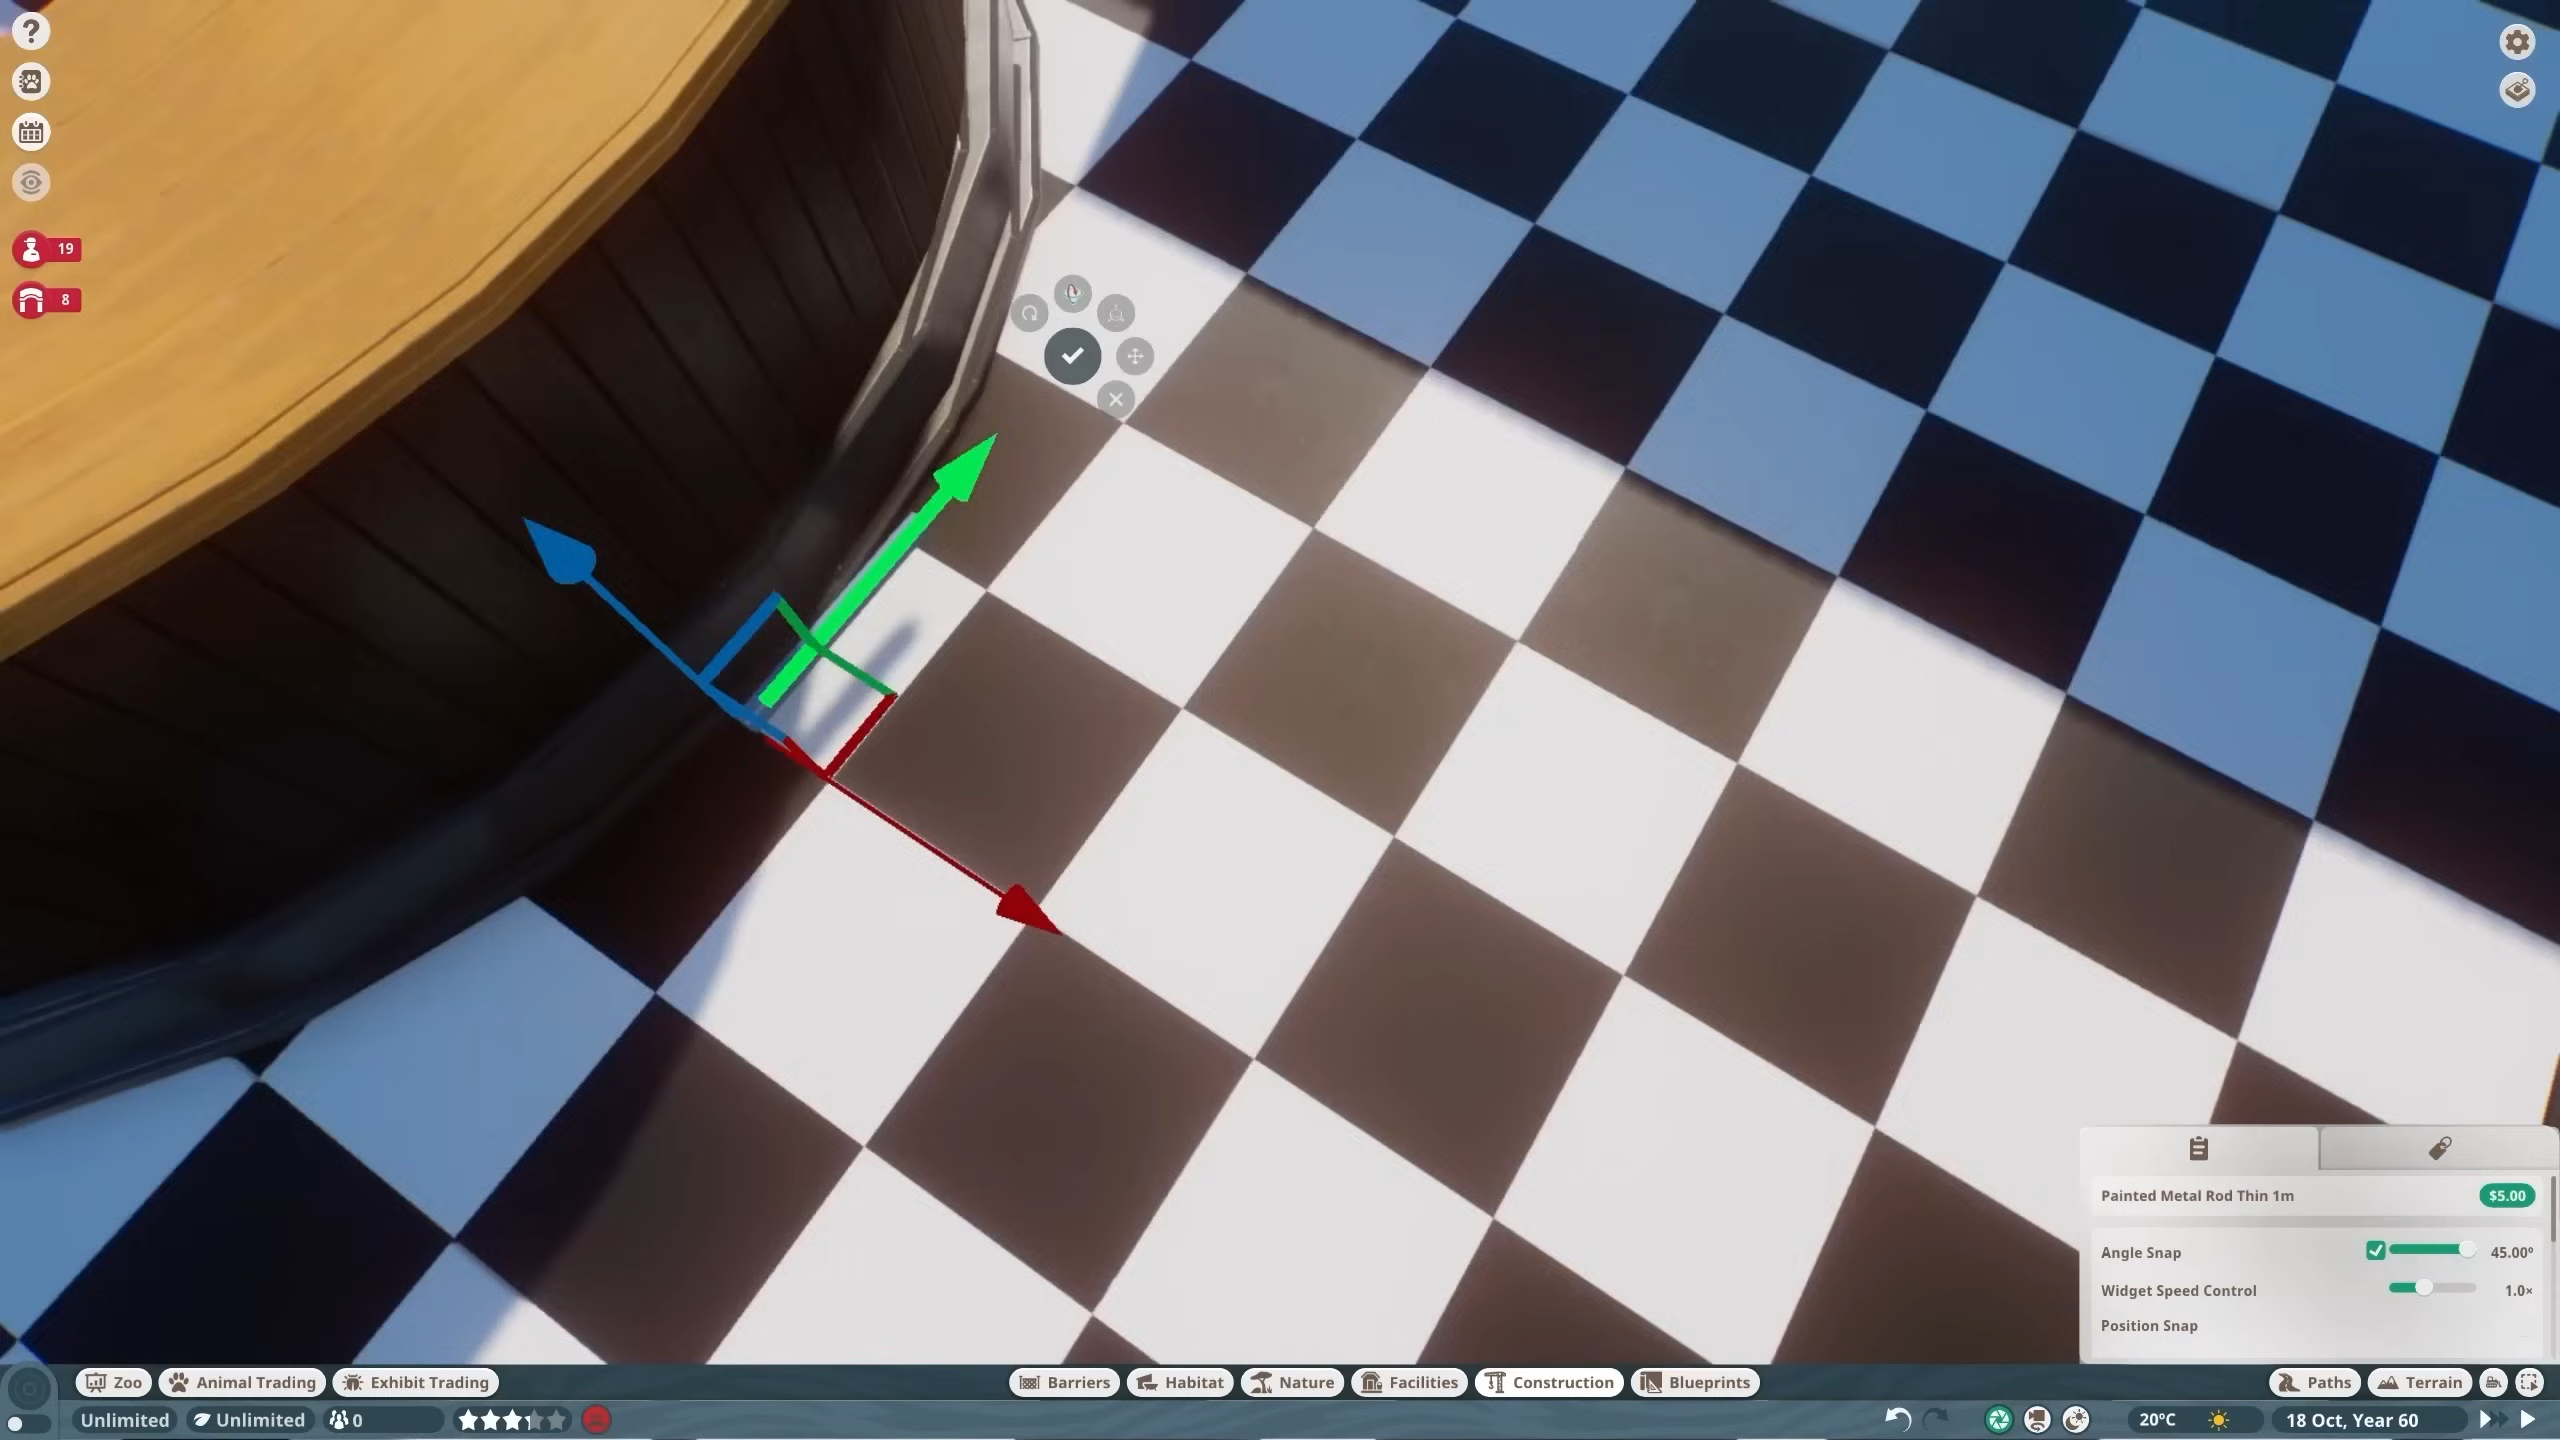 ?
19
8
Painted Metal Rod Thin 1m $5.00
Angle Snap 45.00°
Widget Speed Control 1.0×
Position Snap
Zoo Animal Trading Exhibit Trading Barriers Habitat Nature Facilities Construction Blueprints Paths Terrain
Unlimited Unlimited 0 20°C 18 Oct, Year 60